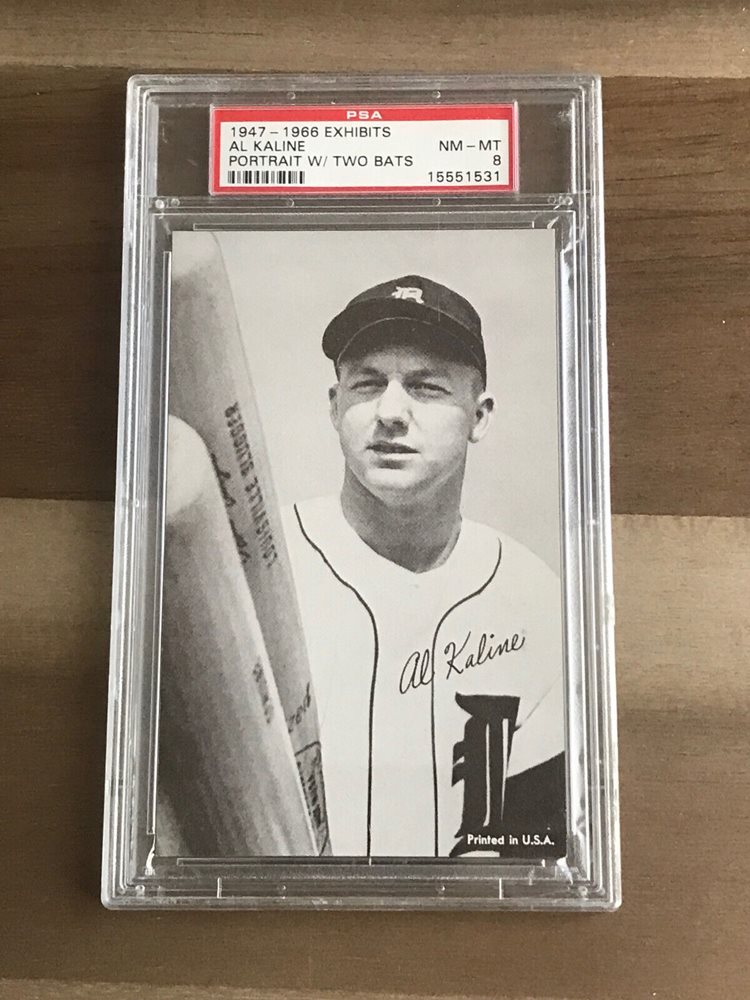 PSA
1947 – 1966 EXHIBITS
AL KALINE NM – MT
PORTRAIT W/ TWO BATS 8
15551531
LOUISVILLE SLUGGER
Al Kaline
D
Printed in U.S.A.